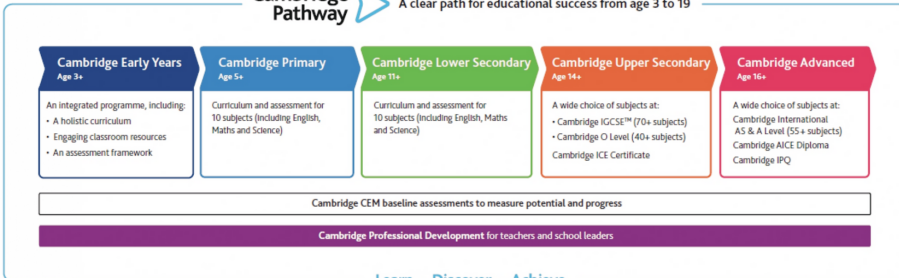 Cambridge
Pathway
A clear path for educational success from age 3 to 19
Cambridge Early Years
Age 3+
An integrated programme, including:
• A holistic curriculum
• Engaging classroom resources
• An assessment framework
Cambridge Primary
Age 5+
Curriculum and assessment for
10 subjects (including English,
Maths and Science)
Cambridge Lower Secondary
Age 11+
Curriculum and assessment for
10 subjects (including English, Maths
and Science)
Cambridge Upper Secondary
Age 14+
A wide choice of subjects at:
• Cambridge IGCSE™ (70+ subjects)
• Cambridge O Level (40+ subjects)
Cambridge ICE Certificate
Cambridge Advanced
Age 16+
A wide choice of subjects at:
Cambridge International
AS & A Level (55+ subjects)
Cambridge AICE Diploma
Cambridge IPQ
Cambridge CEM baseline assessments to measure potential and progress
Cambridge Professional Development for teachers and school leaders
Learn Discover Achieve